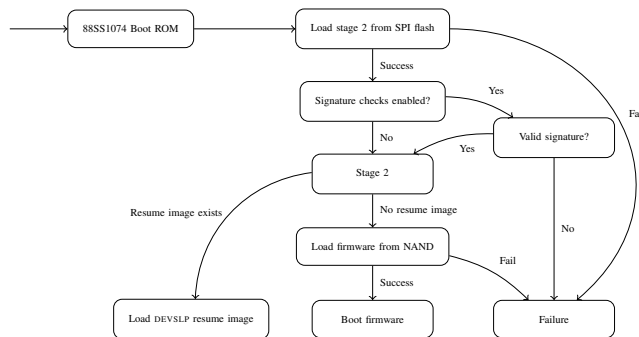 88SS1074 Boot ROM
Load stage 2 from SPI flash
Success
Signature checks enabled?
Yes
Fa
No
Yes
Valid signature?
Stage 2
Resume image exists
No resume image
No
Load firmware from NAND
Fail
Success
Load DEVSLP resume image
Boot firmware
Failure